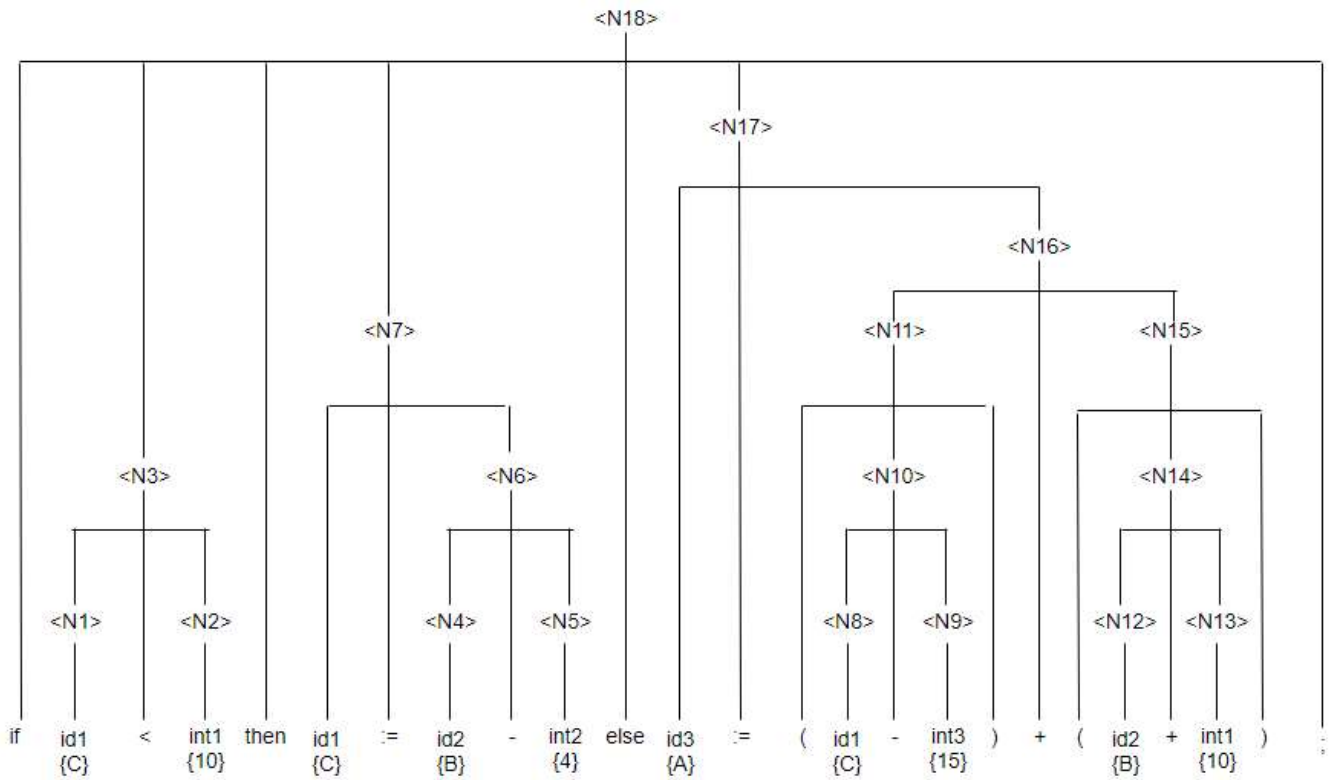 <N18>
<N17>
<N16>
<N7> <N11> <N15>
<N3> <N6> <N10> <N14>
<N1> <N2> <N4> <N5> <N8> <N9> <N12> <N13>
if id1 < int1 then id1 := id2 - int2 else id3 := ( id1 - int3 ) + ( id2 + int1 ) ;
{C} {10} {C} {B} {4} {A} {C} {15} {B} {10}